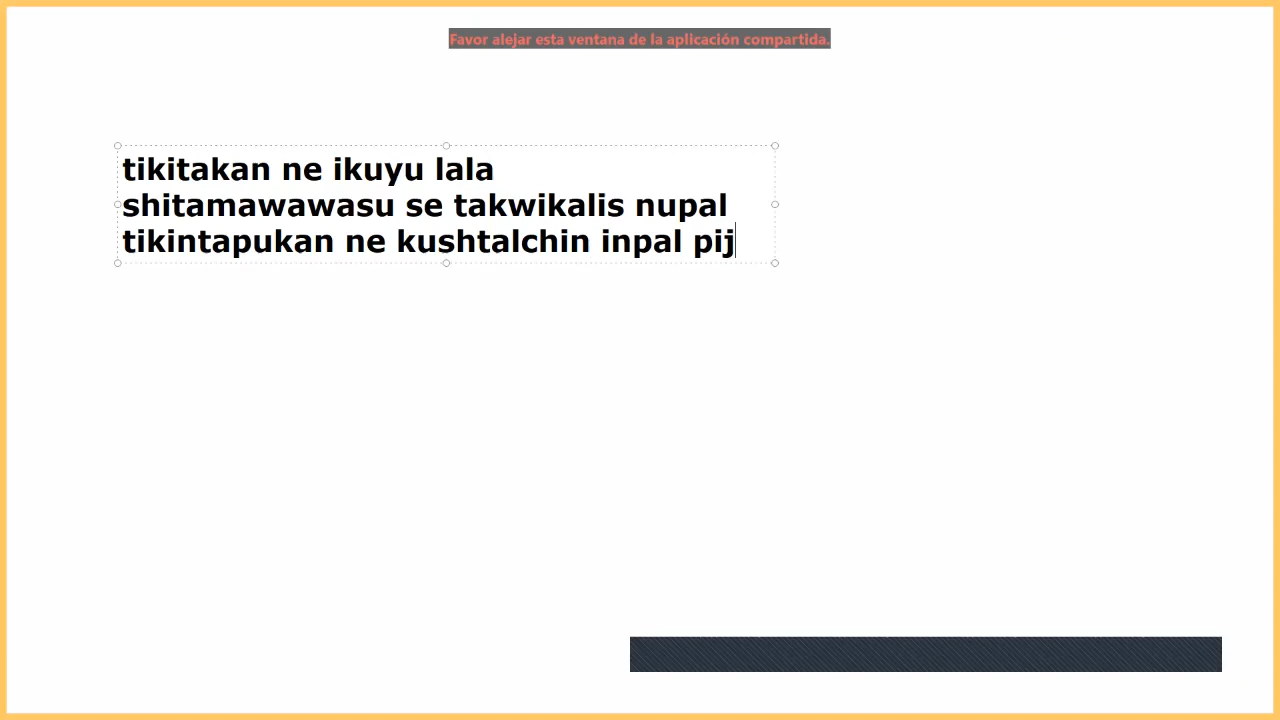 Favor alejar esta ventana de la aplicación compartida.
tikitakan ne ikuyu lala
shitamawawasu se takwikalis nupal
tikintapukan ne kushtalchin inpal pij